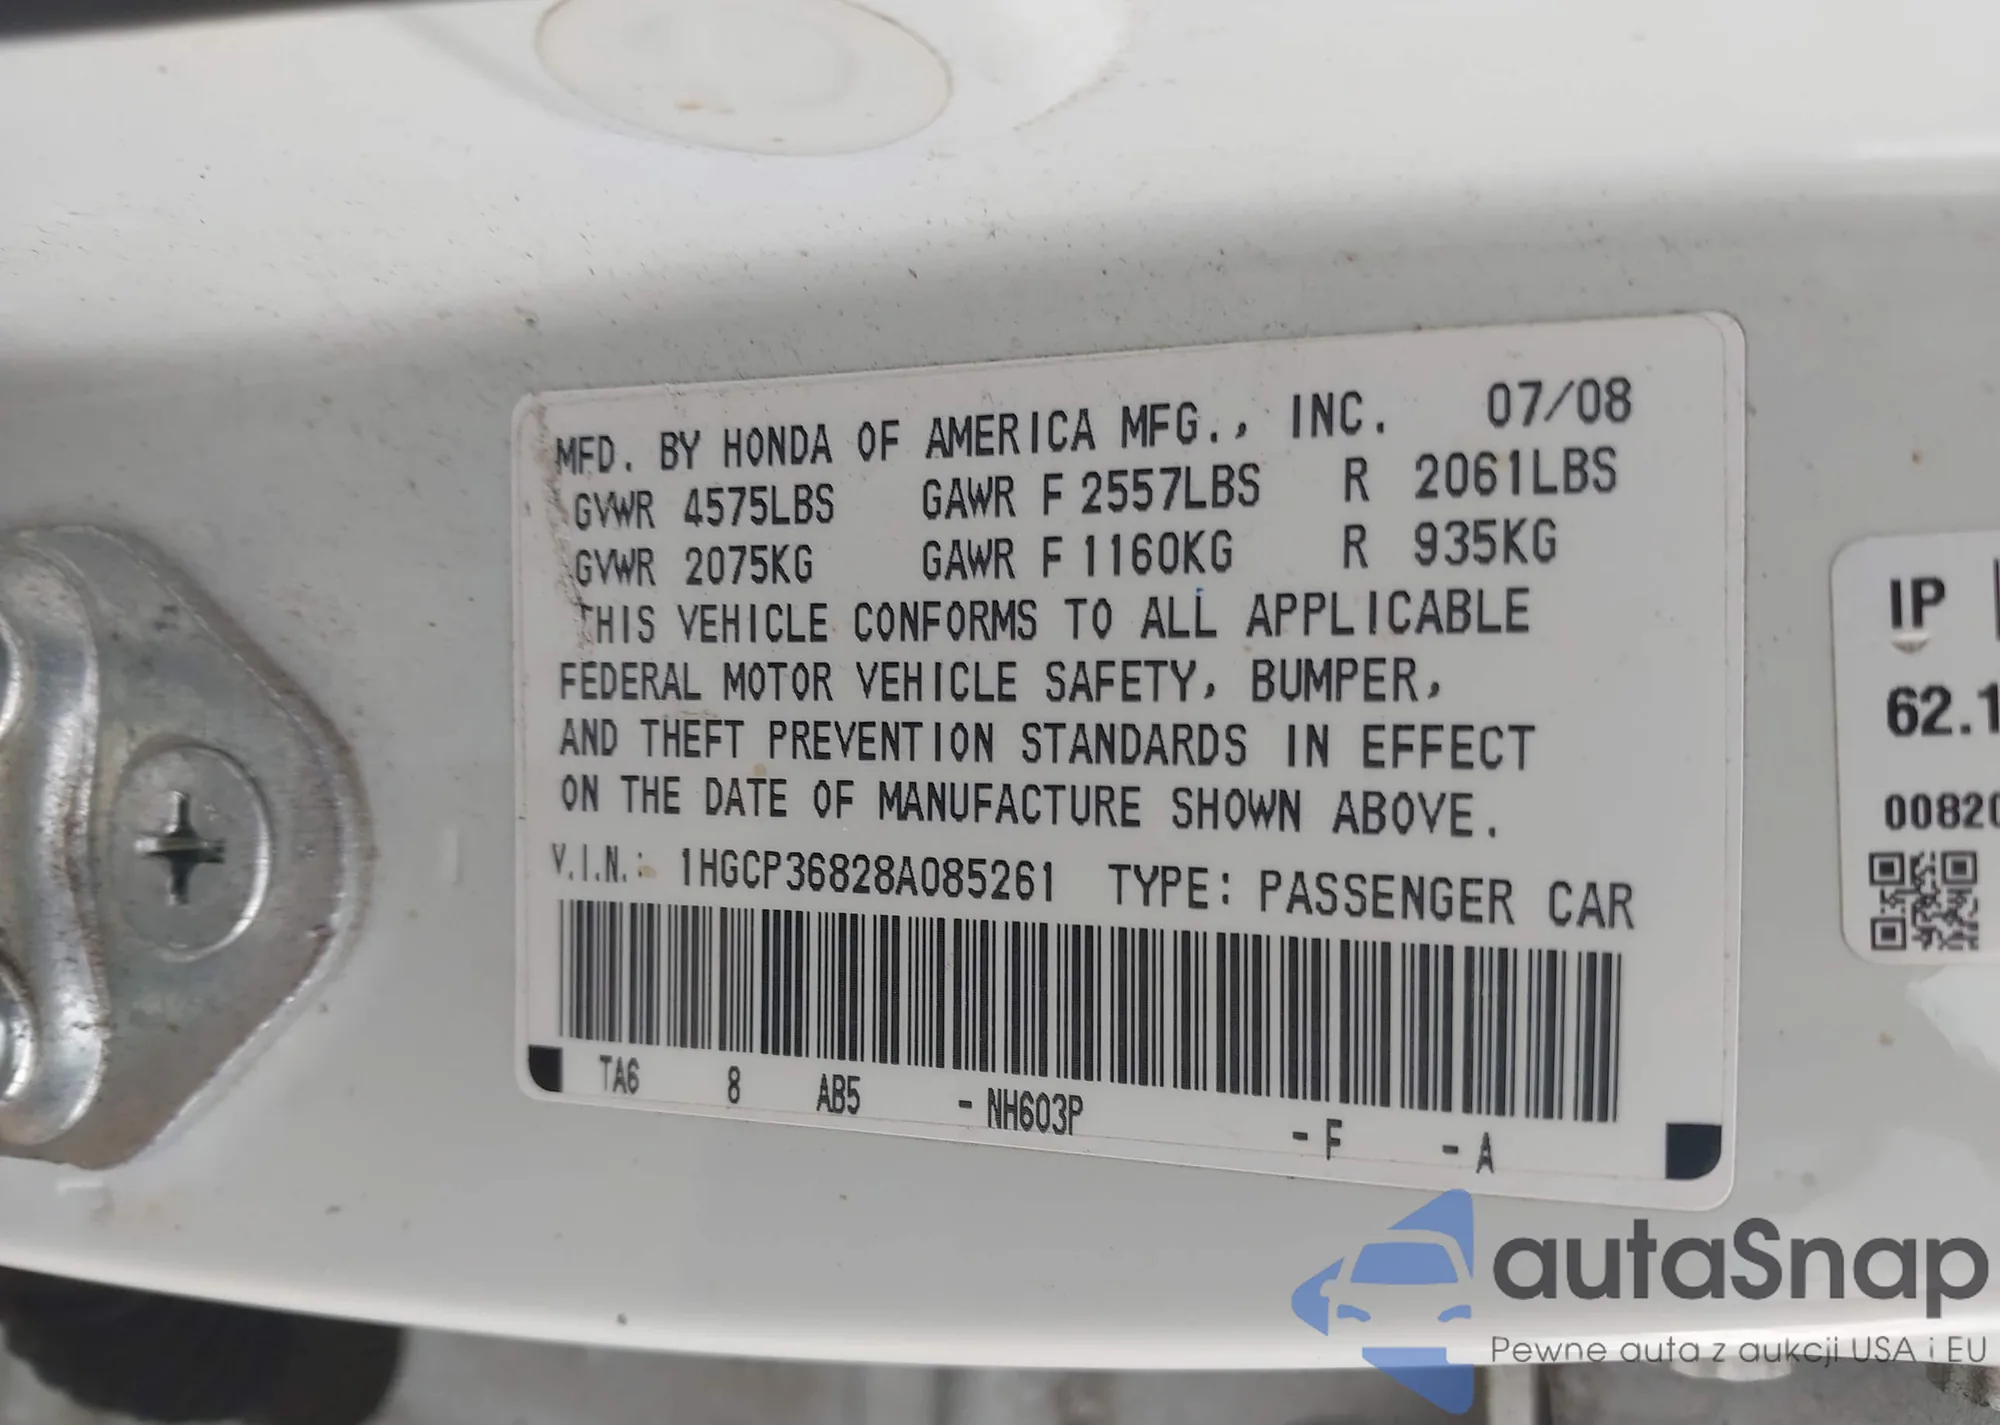 MFD. BY HONDA OF AMERICA MFG., INC. 07/08
GVWR 4575LBS GAWR F 2557LBS R 2061LBS
GVWR 2075KG GAWR F 1160KG R 935KG
THIS VEHICLE CONFORMS TO ALL APPLICABLE
FEDERAL MOTOR VEHICLE SAFETY, BUMPER,
AND THEFT PREVENTION STANDARDS IN EFFECT
ON THE DATE OF MANUFACTURE SHOWN ABOVE.
V.I.N.: 1HGCP36828A085261 TYPE: PASSENGER CAR
TA6 8 AB5 -NH603P -F -A
IP
62.1
00820
autaSnap
Pewne auta z aukcji USA i EU